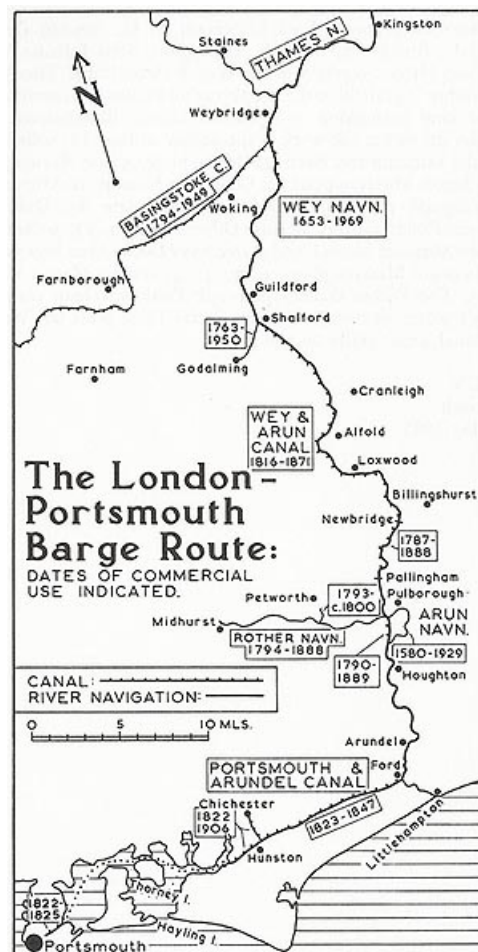 Kingston
Staines
THAMES N.
Weybridge
N
BASINGSTOKE C.
1794-1949
Woking
WEY NAVN.
1653-1969
Farnborough
Guildford
Shalford
1763-
1950
Godalming
Farnham
Cranleigh
WEY &
ARUN
CANAL
1816-1871
Alfold
Loxwood
The London-
Portsmouth
Barge Route:
DATES OF COMMERCIAL
USE INDICATED.
Billingshurst
Newbridge
1787-
1888
Pallingham
Pulborough
1793-
c.1800
Petworth
Midhurst
ARUN
NAVN.
ROTHER NAVN.
1794-1888
1580-1929
1790-
1889
Houghton
CANAL:
RIVER NAVIGATION:
0 5 10 MLS.
Arundel
PORTSMOUTH &
ARUNDEL CANAL
Ford
Chichester
1822
1906
1823-1847
Littlehampton
Hunston
Thorney I.
1822-
1825
Hayling I.
Portsmouth